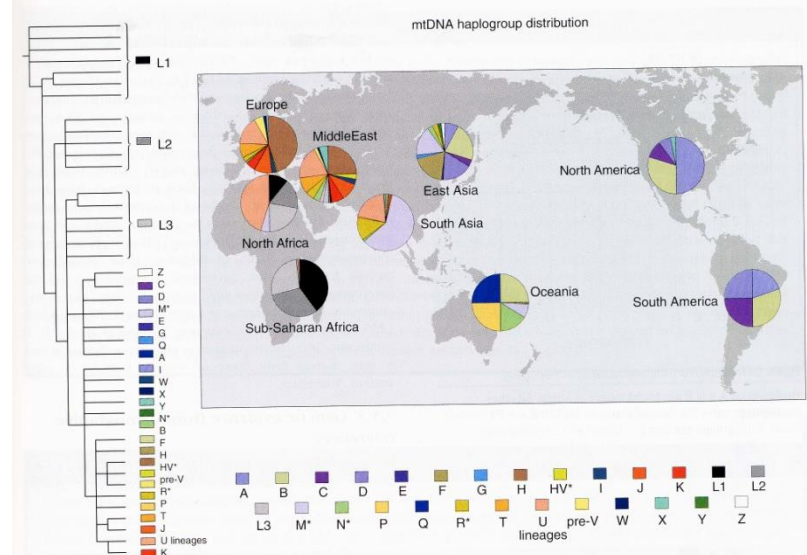 mtDNA haplogroup distribution
L1
L2
L3
Z
C
D
M*
E
G
Q
A
I
W
X
Y
N*
B
F
H
HV*
pre-V
R*
P
T
J
U lineages
K
Europe
MiddleEast
East Asia
North America
North Africa
South Asia
Sub-Saharan Africa
Oceania
South America
A B C D E F G H HV* I J K L1 L2
L3 M* N* P Q R* T U pre-V W X Y Z
lineages